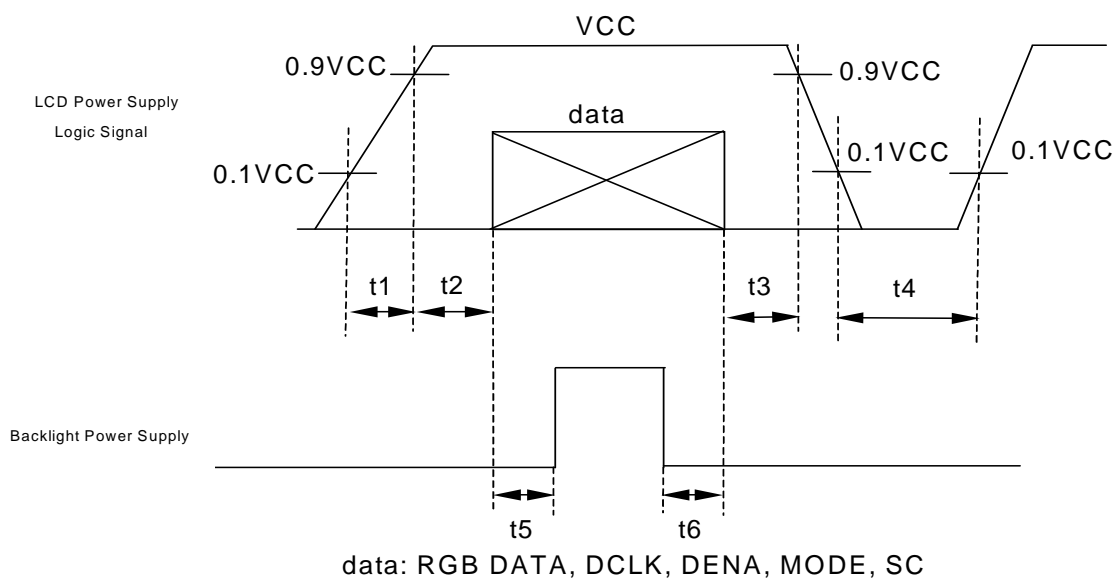 VCC
0.9VCC
0.9VCC
LCD Power Supply
Logic Signal
data
0.1VCC
0.1VCC
0.1VCC
t1
t2
t3
t4
Backlight Power Supply
t5
t6
data: RGB DATA, DCLK, DENA, MODE, SC